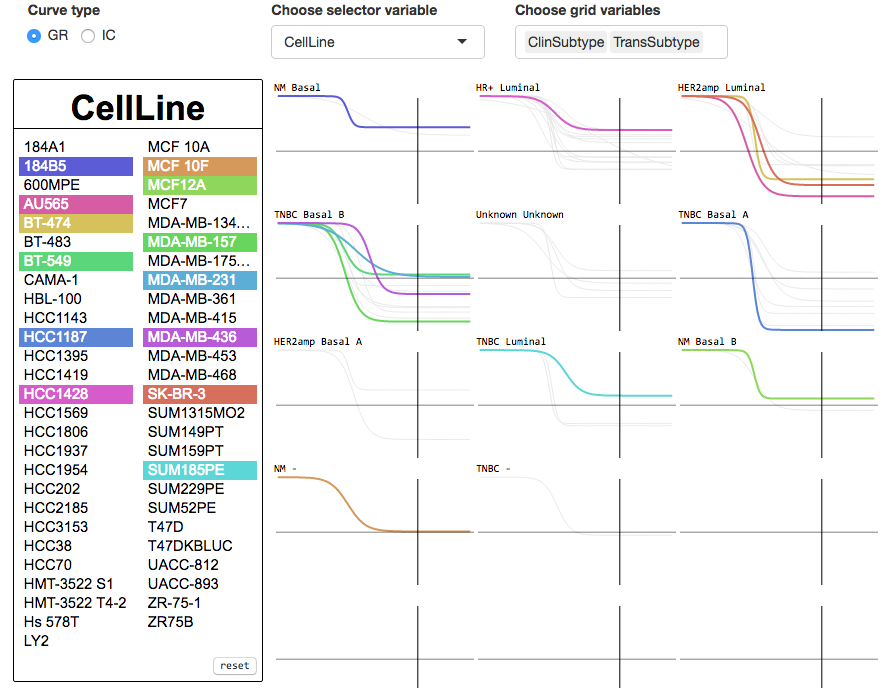 Curve type
GR IC
Choose selector variable
CellLine
Choose grid variables
ClinSubtype TransSubtype
CellLine
184A1
184B5
600MPE
AU565
BT-474
BT-483
BT-549
CAMA-1
HBL-100
HCC1143
HCC1187
HCC1395
HCC1419
HCC1428
HCC1569
HCC1806
HCC1937
HCC1954
HCC202
HCC2185
HCC3153
HCC38
HCC70
HMT-3522 S1
HMT-3522 T4-2
Hs 578T
LY2
MCF 10A
MCF 10F
MCF12A
MCF7
MDA-MB-134...
MDA-MB-157
MDA-MB-175...
MDA-MB-231
MDA-MB-361
MDA-MB-415
MDA-MB-436
MDA-MB-453
MDA-MB-468
SK-BR-3
SUM1315MO2
SUM149PT
SUM159PT
SUM185PE
SUM229PE
SUM52PE
T47D
T47DKBLUC
UACC-812
UACC-893
ZR-75-1
ZR75B
reset
NM Basal
HR+ Luminal
HER2amp Luminal
TNBC Basal B
Unknown Unknown
TNBC Basal A
HER2amp Basal A
TNBC Luminal
NM Basal B
NM -
TNBC -